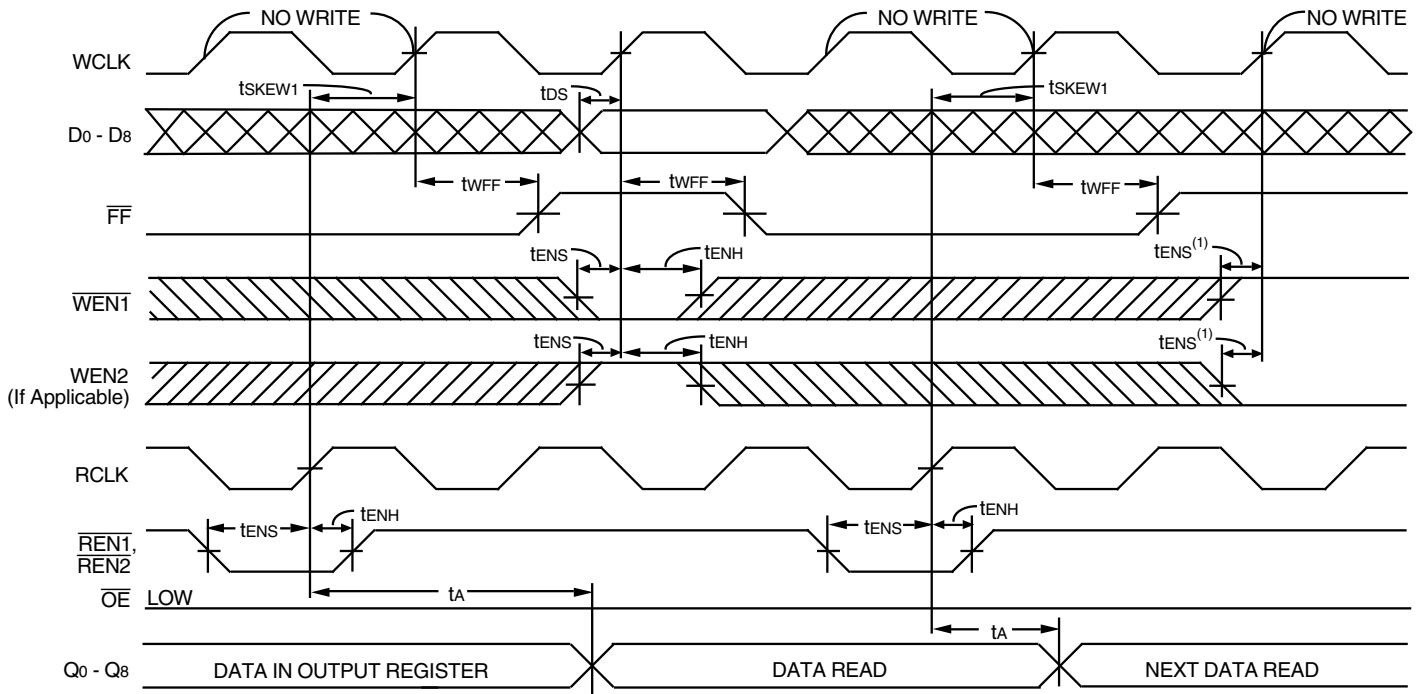 NO WRITE NO WRITE NO WRITE
WCLK
tSKEW1 tDS tSKEW1
D0 - D8
tWFF tWFF tWFF
FF
tENS tENH tENS(1)
WEN1
tENS tENH tENS(1)
WEN2
(If Applicable)
RCLK
tENS tENH tENS tENH
REN1,
REN2
OE LOW
tA tA
Q0 - Q8 DATA IN OUTPUT REGISTER DATA READ NEXT DATA READ